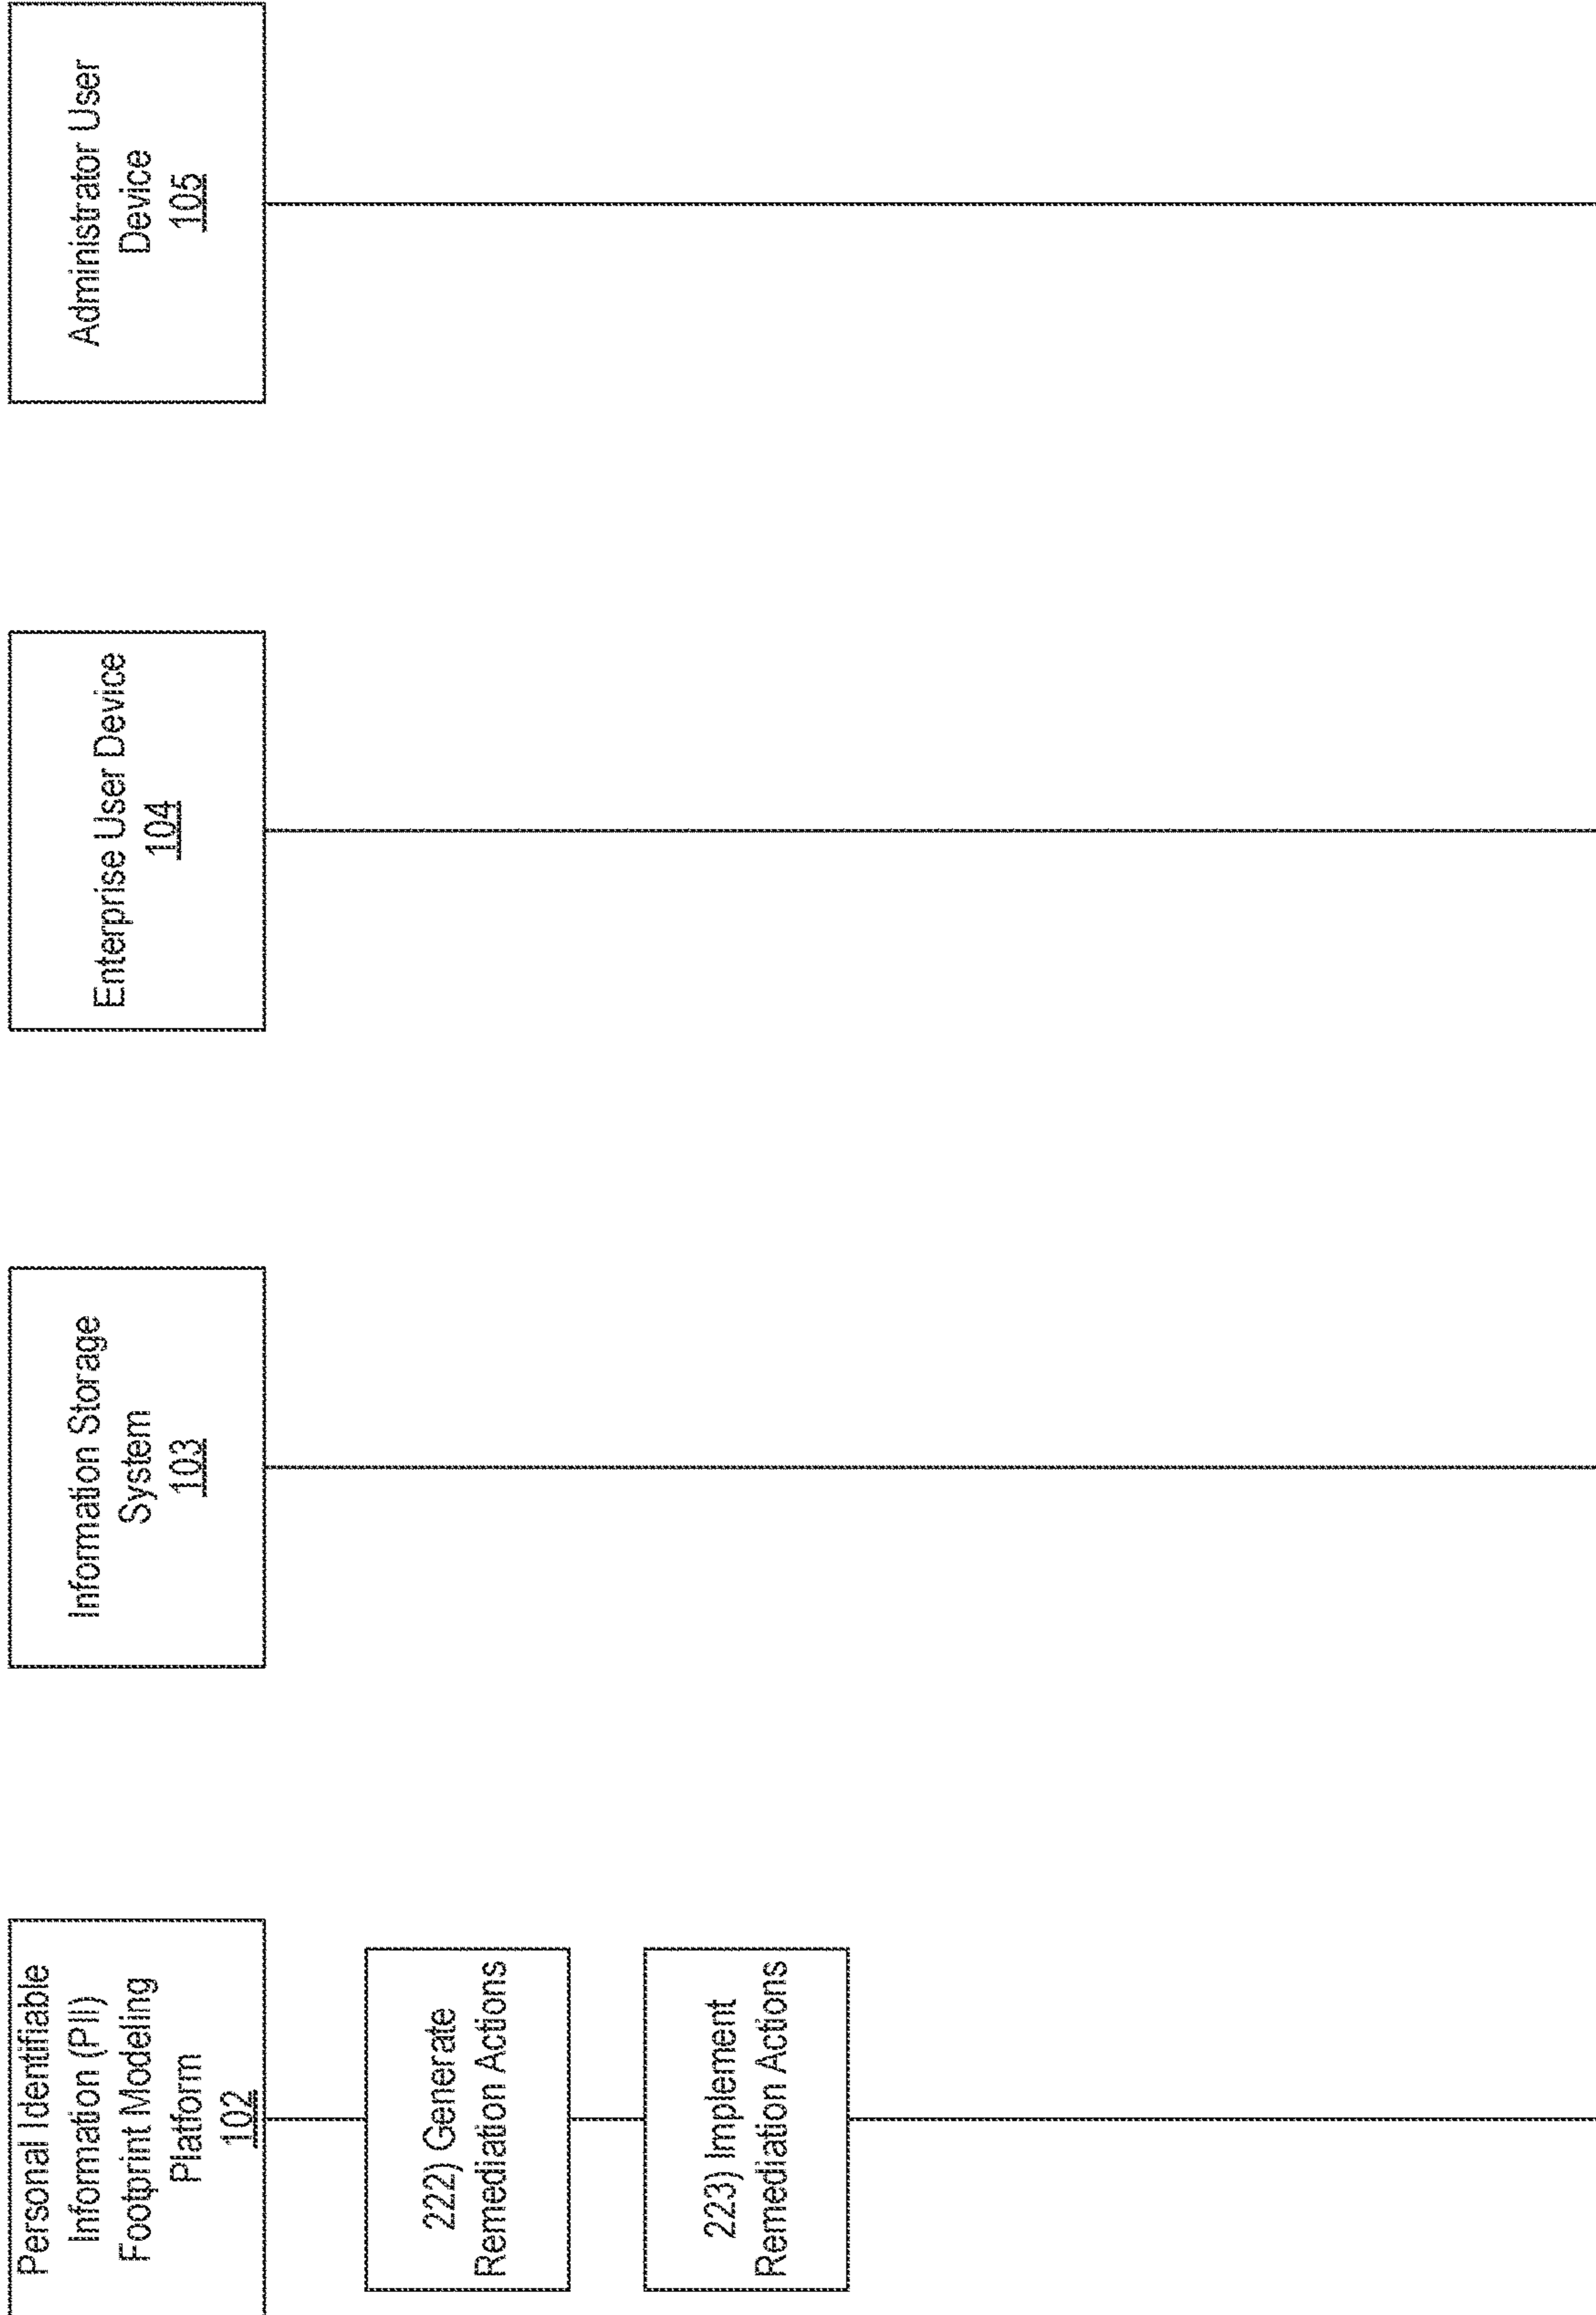 Personal Identifiable
Information (PII)
Footprint Modeling
Platform
102
Information Storage
System
103
Enterprise User Device
104
Administrator User
Device
105
222) Generate
Remediation Actions
223) Implement
Remediation Actions